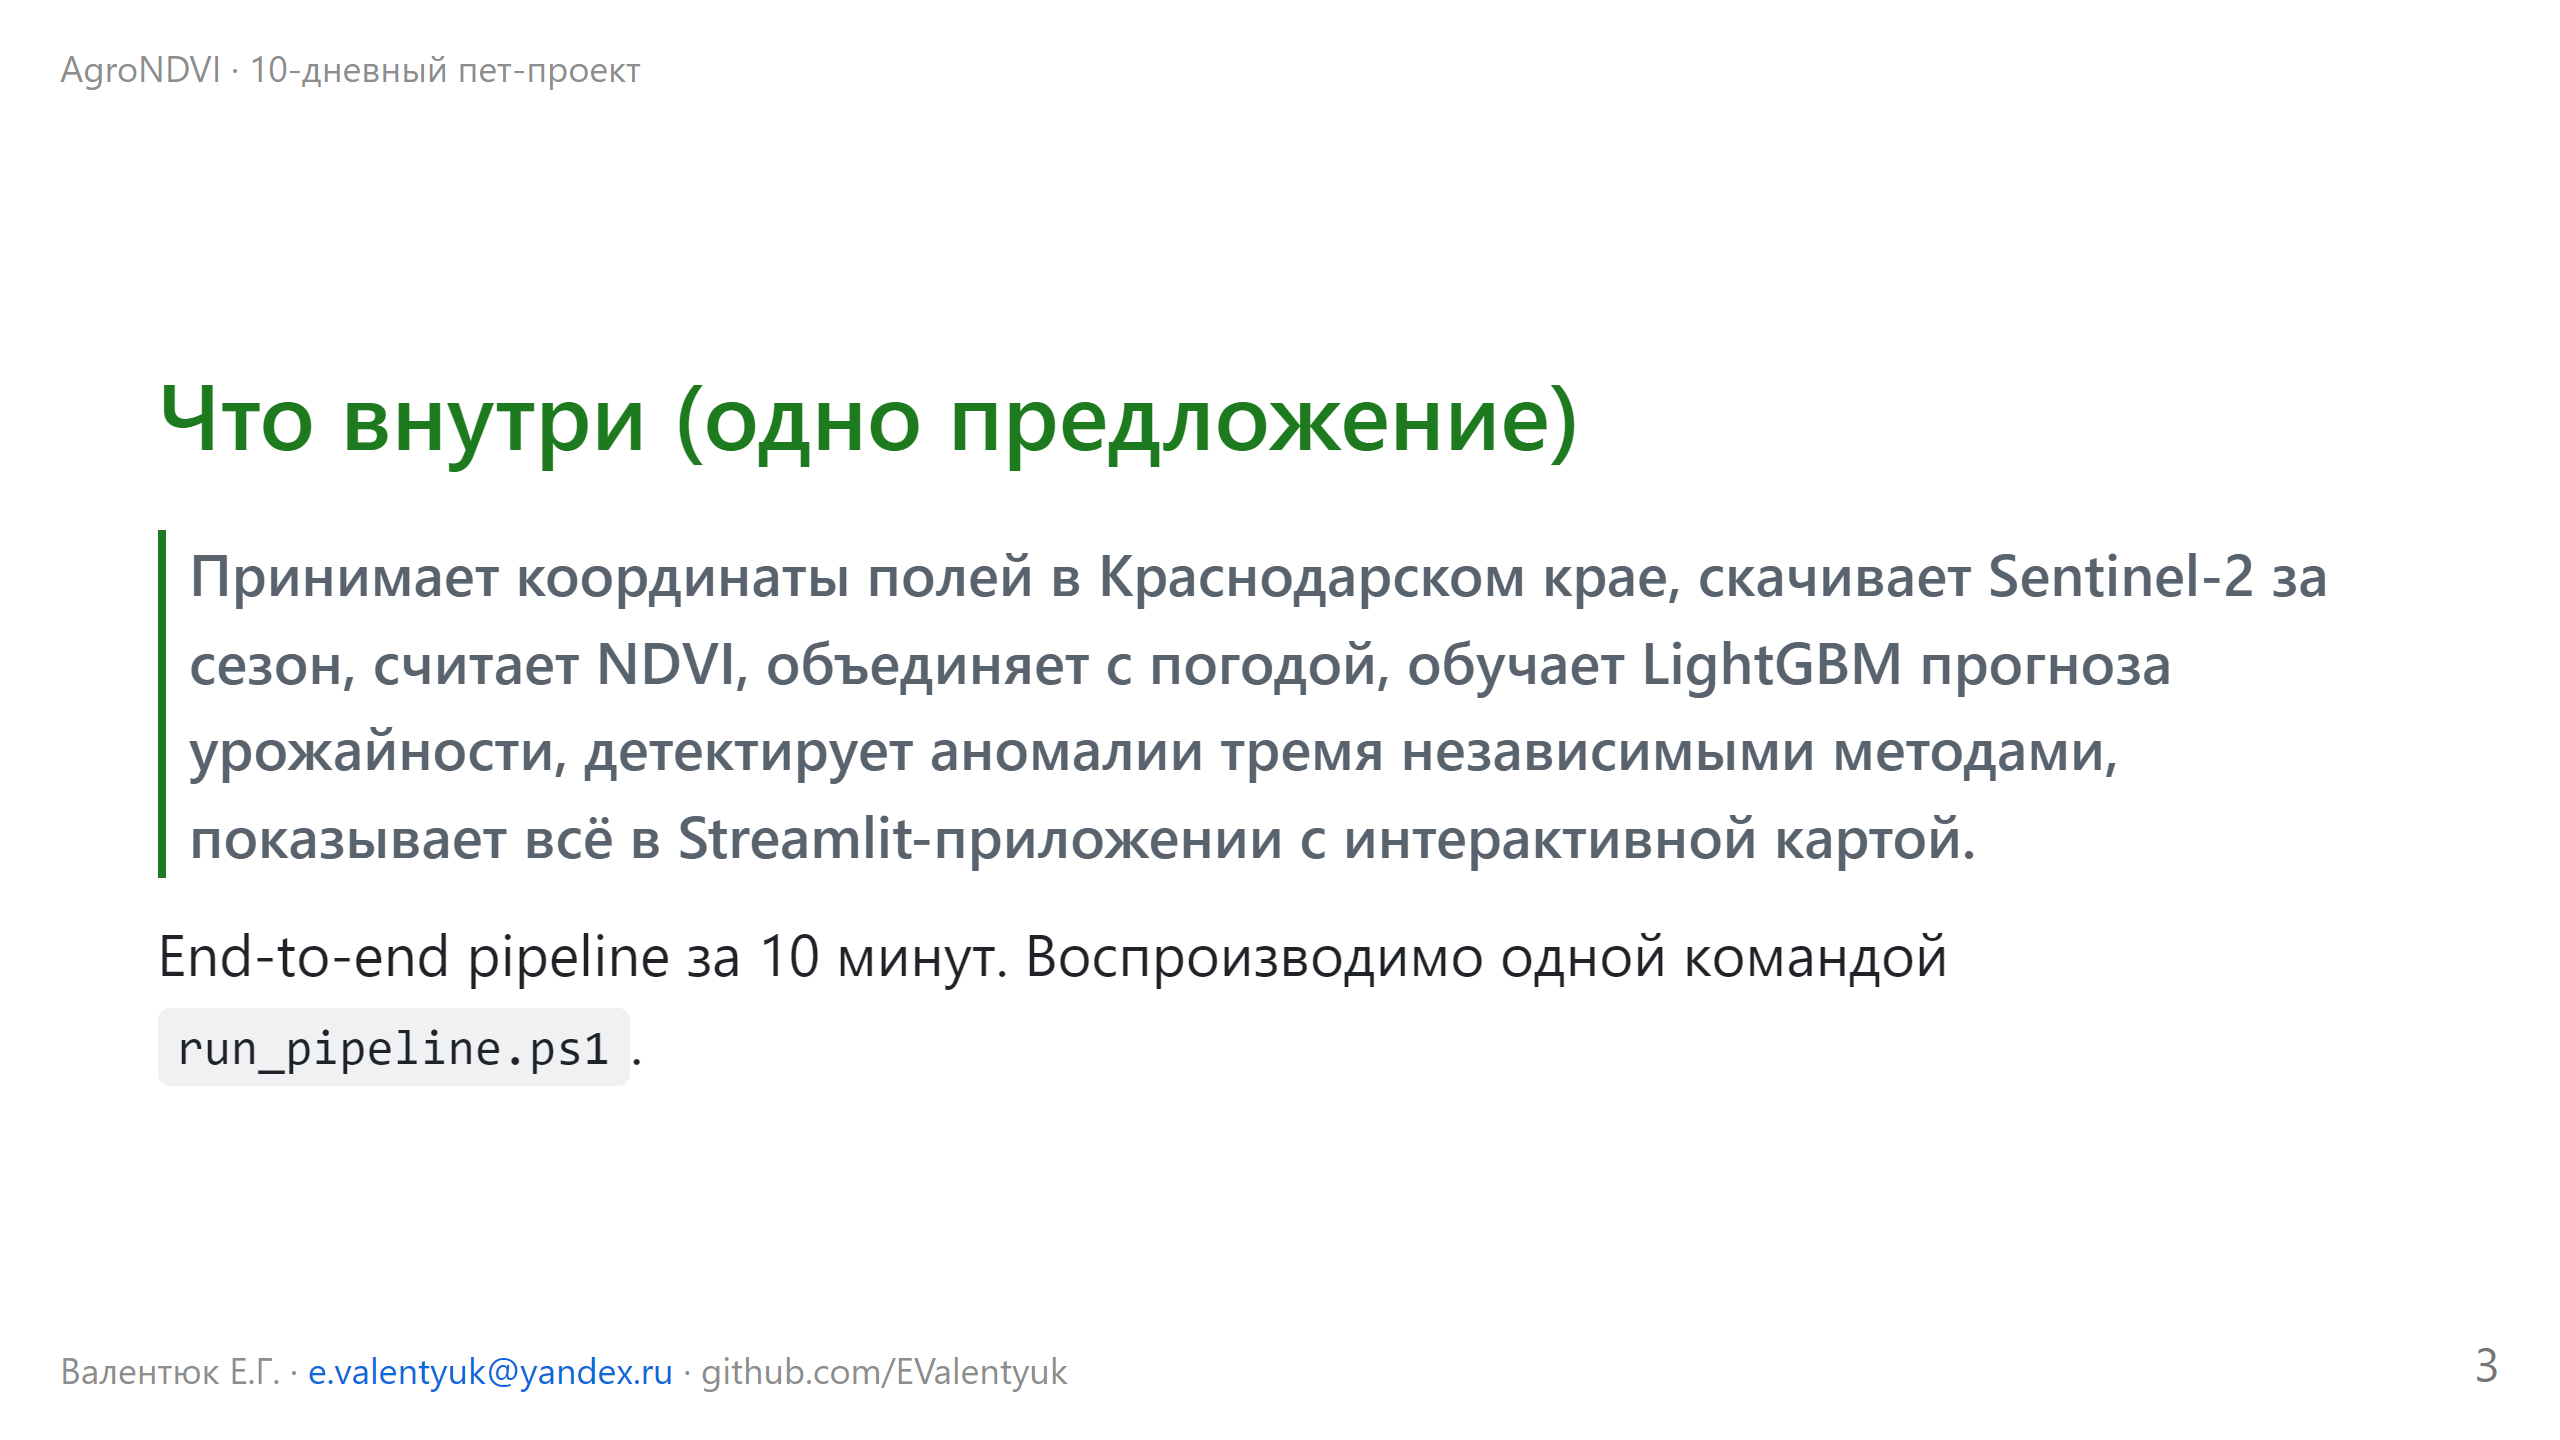 AgroNDVI · 10-дневный пет-проект
Что внутри (одно предложение)
Принимает координаты полей в Краснодарском крае, скачивает Sentinel-2 за
сезон, считает NDVI, объединяет с погодой, обучает LightGBM прогноза
урожайности, детектирует аномалии тремя независимыми методами,
показывает всё в Streamlit-приложении с интерактивной картой.
End-to-end pipeline за 10 минут. Воспроизводимо одной командой
run_pipeline.ps1.
Валентюк Е.Г. · e.valentyuk@yandex.ru · github.com/EValentyuk
3